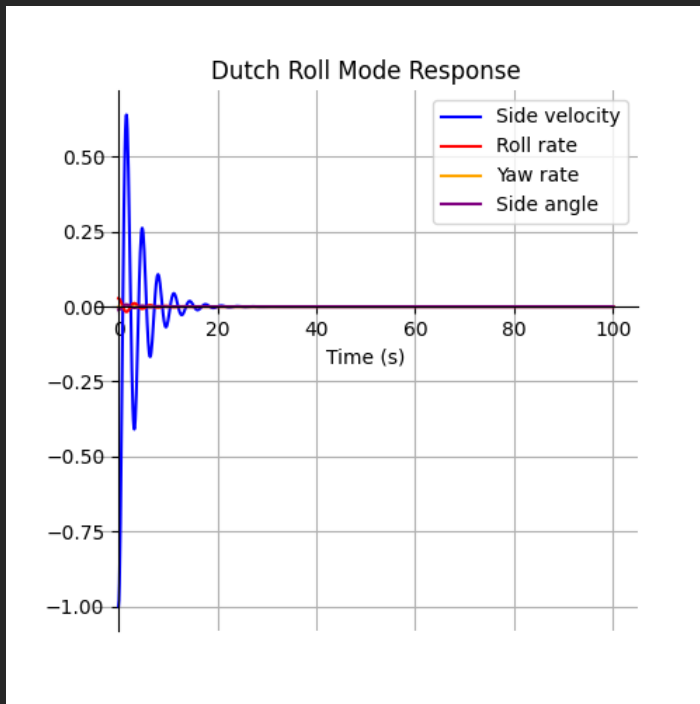 Dutch Roll Mode Response
Side velocity
Roll rate
Yaw rate
Side angle
0.50
0.25
0.00
0 20 40 60 80 100
Time (s)
−0.25
−0.50
−0.75
−1.00